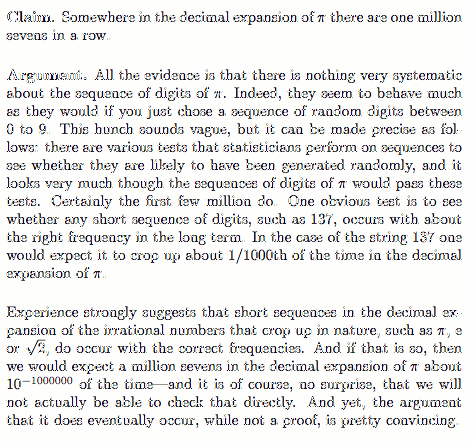 Claim. Somewhere in the decimal expansion of π there are one million
sevens in a row.
Argument. All the evidence is that there is nothing very systematic
about the sequence of digits of π. Indeed, they seem to behave much
as they would if you just chose a sequence of random digits between
0 to 9. This hunch sounds vague, but it can be made precise as fol-
lows: there are various tests that statisticians perform on sequences to
see whether they are likely to have been generated randomly, and it
looks very much though the sequences of digits of π would pass these
tests. Certainly the first few million do. One obvious test is to see
whether any short sequence of digits, such as 137, occurs with about
the right frequency in the long term. In the case of the string 137 one
would expect it to crop up about 1/1000th of the time in the decimal
expansion of π.
Experience strongly suggests that short sequences in the decimal ex-
pansion of the irrational numbers that crop up in nature, such as π, e
or √2, do occur with the correct frequencies. And if that is so, then
we would expect a million sevens in the decimal expansion of π about
10⁻¹⁰⁰⁰⁰⁰⁰ of the time—and it is of course, no surprise, that we will
not actually be able to check that directly. And yet, the argument
that it does eventually occur, while not a proof, is pretty convincing.